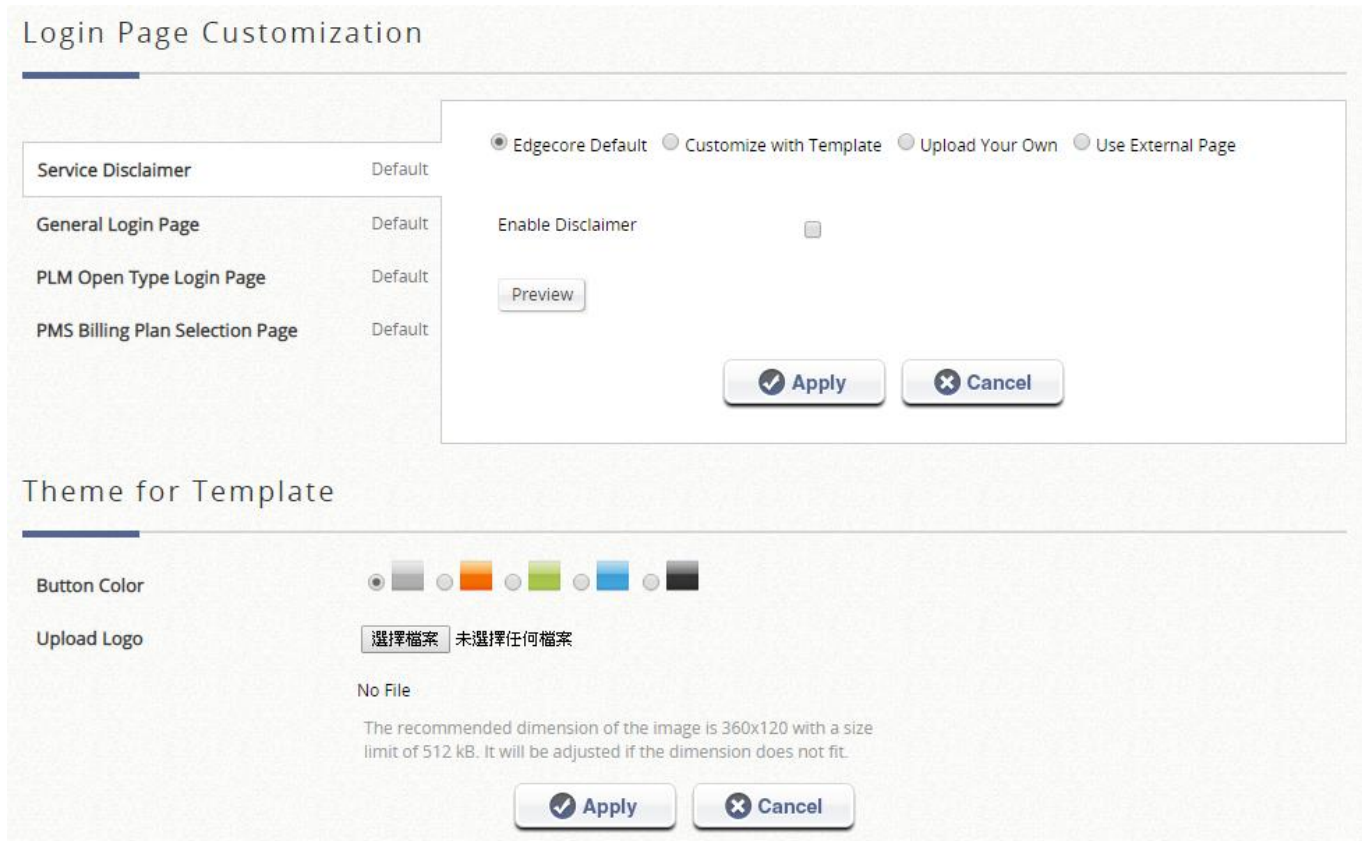 Login Page Customization
Edgecore Default Customize with Template Upload Your Own Use External Page
Service Disclaimer Default
General Login Page Default
Enable Disclaimer
PLM Open Type Login Page Default
Preview
PMS Billing Plan Selection Page Default
Apply Cancel
Theme for Template
Button Color
Upload Logo 選擇檔案 未選擇任何檔案
No File
The recommended dimension of the image is 360x120 with a size
limit of 512 kB. It will be adjusted if the dimension does not fit.
Apply Cancel